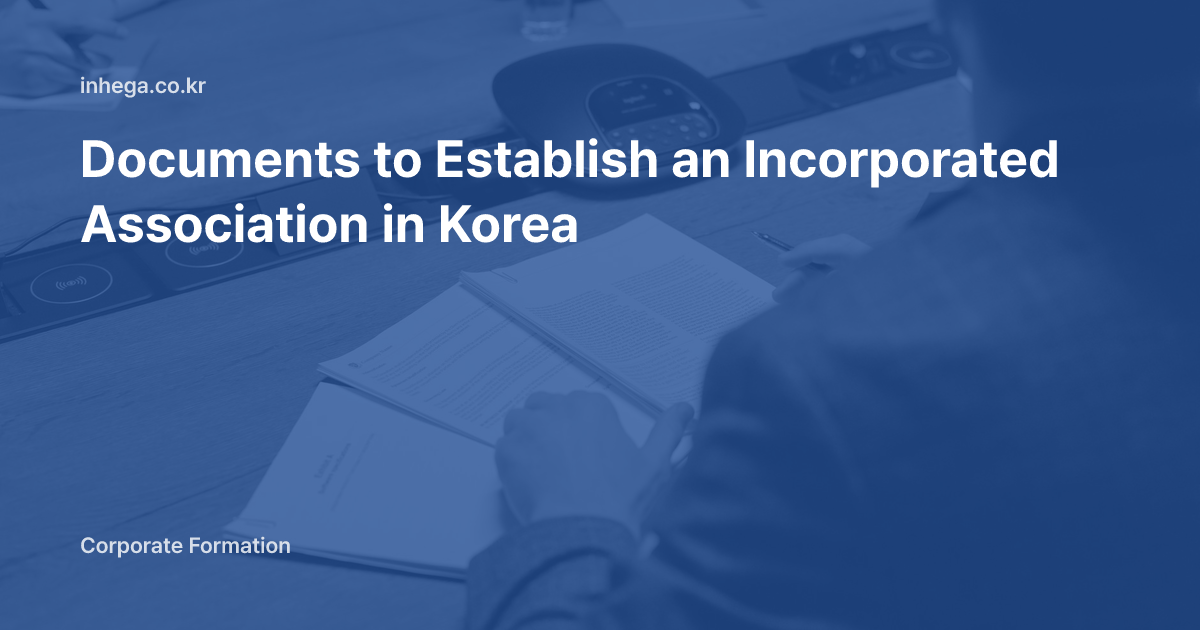 inhega.co.kr
Documents to Establish an Incorporated
Association in Korea
Corporate Formation